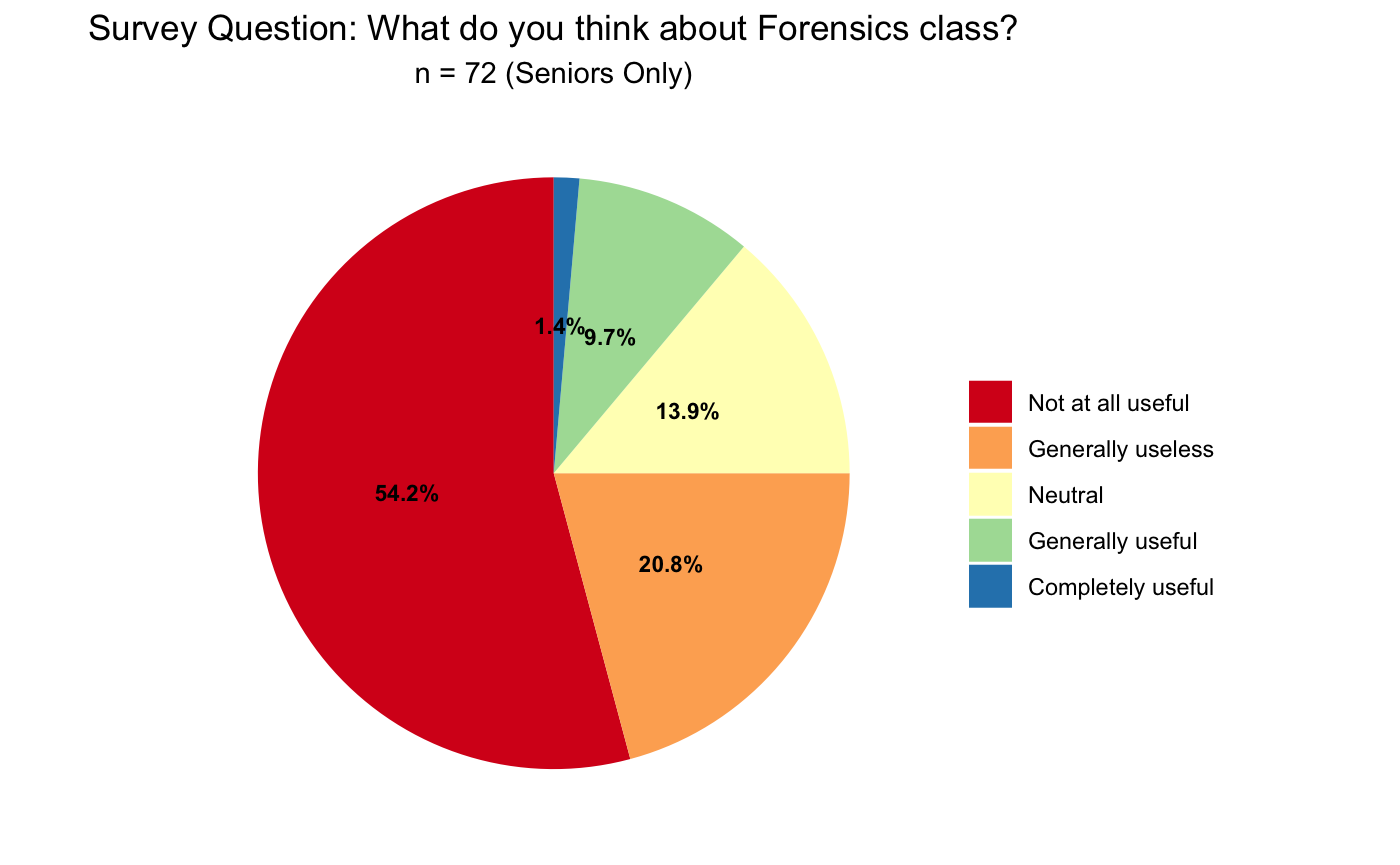 Survey Question: What do you think about Forensics class?
n = 72 (Seniors Only)
1.4%
9.7%
13.9%
54.2%
20.8%
Not at all useful
Generally useless
Neutral
Generally useful
Completely useful